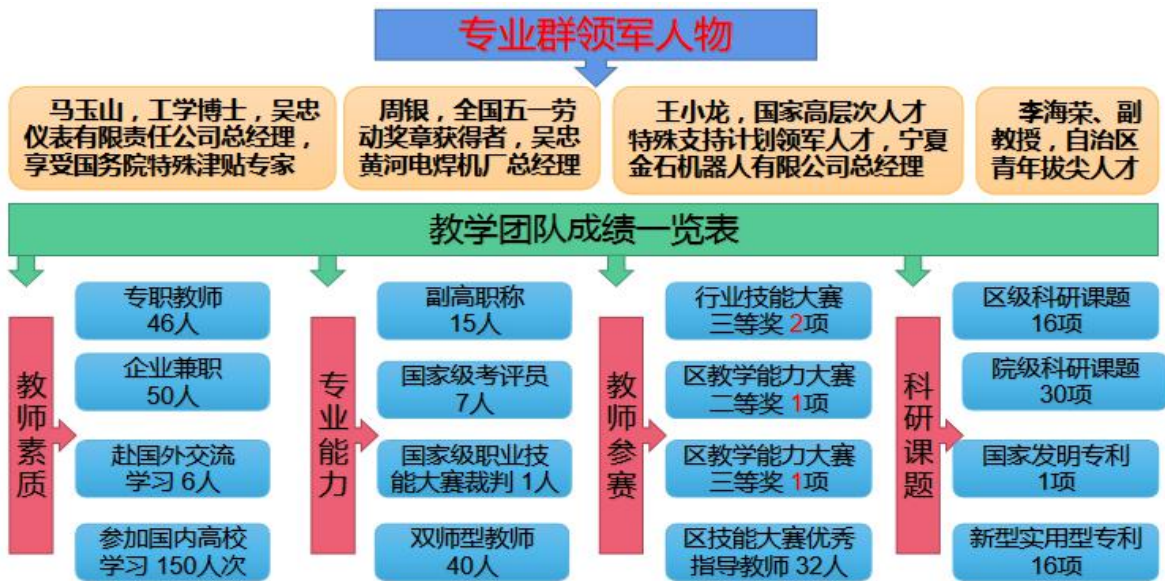 专业群领军人物
马玉山，工学博士，吴忠
仪表有限责任公司总经理，
享受国务院特殊津贴专家
周银，全国五一劳
动奖章获得者，吴忠
黄河电焊机厂总经理
王小龙，国家高层次人才
特殊支持计划领军人才，宁夏
金石机器人有限公司总经理
李海荣、副
教授，自治区
青年拔尖人才
教学团队成绩一览表
教师素质
专职教师
46人
企业兼职
50人
赴国外交流
学习 6人
参加国内高校
学习 150人次
专业能力
副高职称
15人
国家级考评员
7人
国家级职业技
能大赛裁判 1人
双师型教师
40人
教师参赛
行业技能大赛
三等奖 2项
区教学能力大赛
二等奖 1项
区教学能力大赛
三等奖 1项
区技能大赛优秀
指导教师 32人
科研课题
区级科研课题
16项
院级科研课题
30项
国家发明专利
1项
新型实用型专利
16项